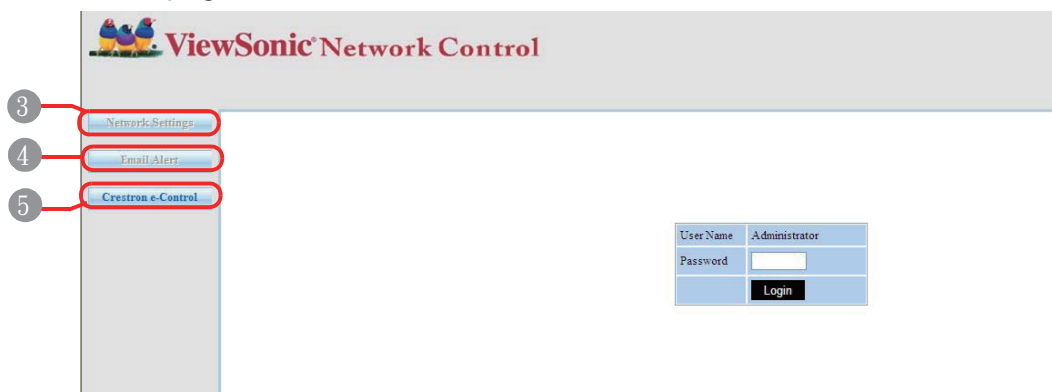 ViewSonic® Network Control
3
Network Settings
4
Email Alert
5
Crestron e-Control
User Name Administrator
Password
Login